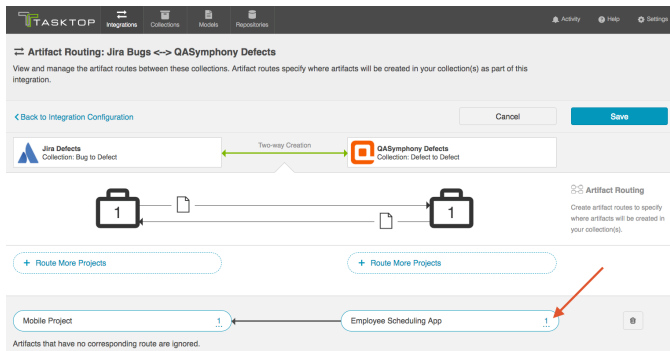 TASKTOP
Integrations
Collections
Models
Repositories
Activity
Help
Settings
Artifact Routing: Jira Bugs <--> QASymphony Defects
View and manage the artifact routes between these collections. Artifact routes specify where artifacts will be created in your collection(s) as part of this
integration.
Back to Integration Configuration
Cancel
Save
Jira Defects
Collection: Bug to Defect
Two-way Creation
QASymphony Defects
Collection: Defect to Defect
1
1
Artifact Routing
Create artifact routes to specify
where artifacts will be created in
your collection(s).
+ Route More Projects
+ Route More Projects
Mobile Project
1
Employee Scheduling App
1
Artifacts that have no corresponding route are ignored.